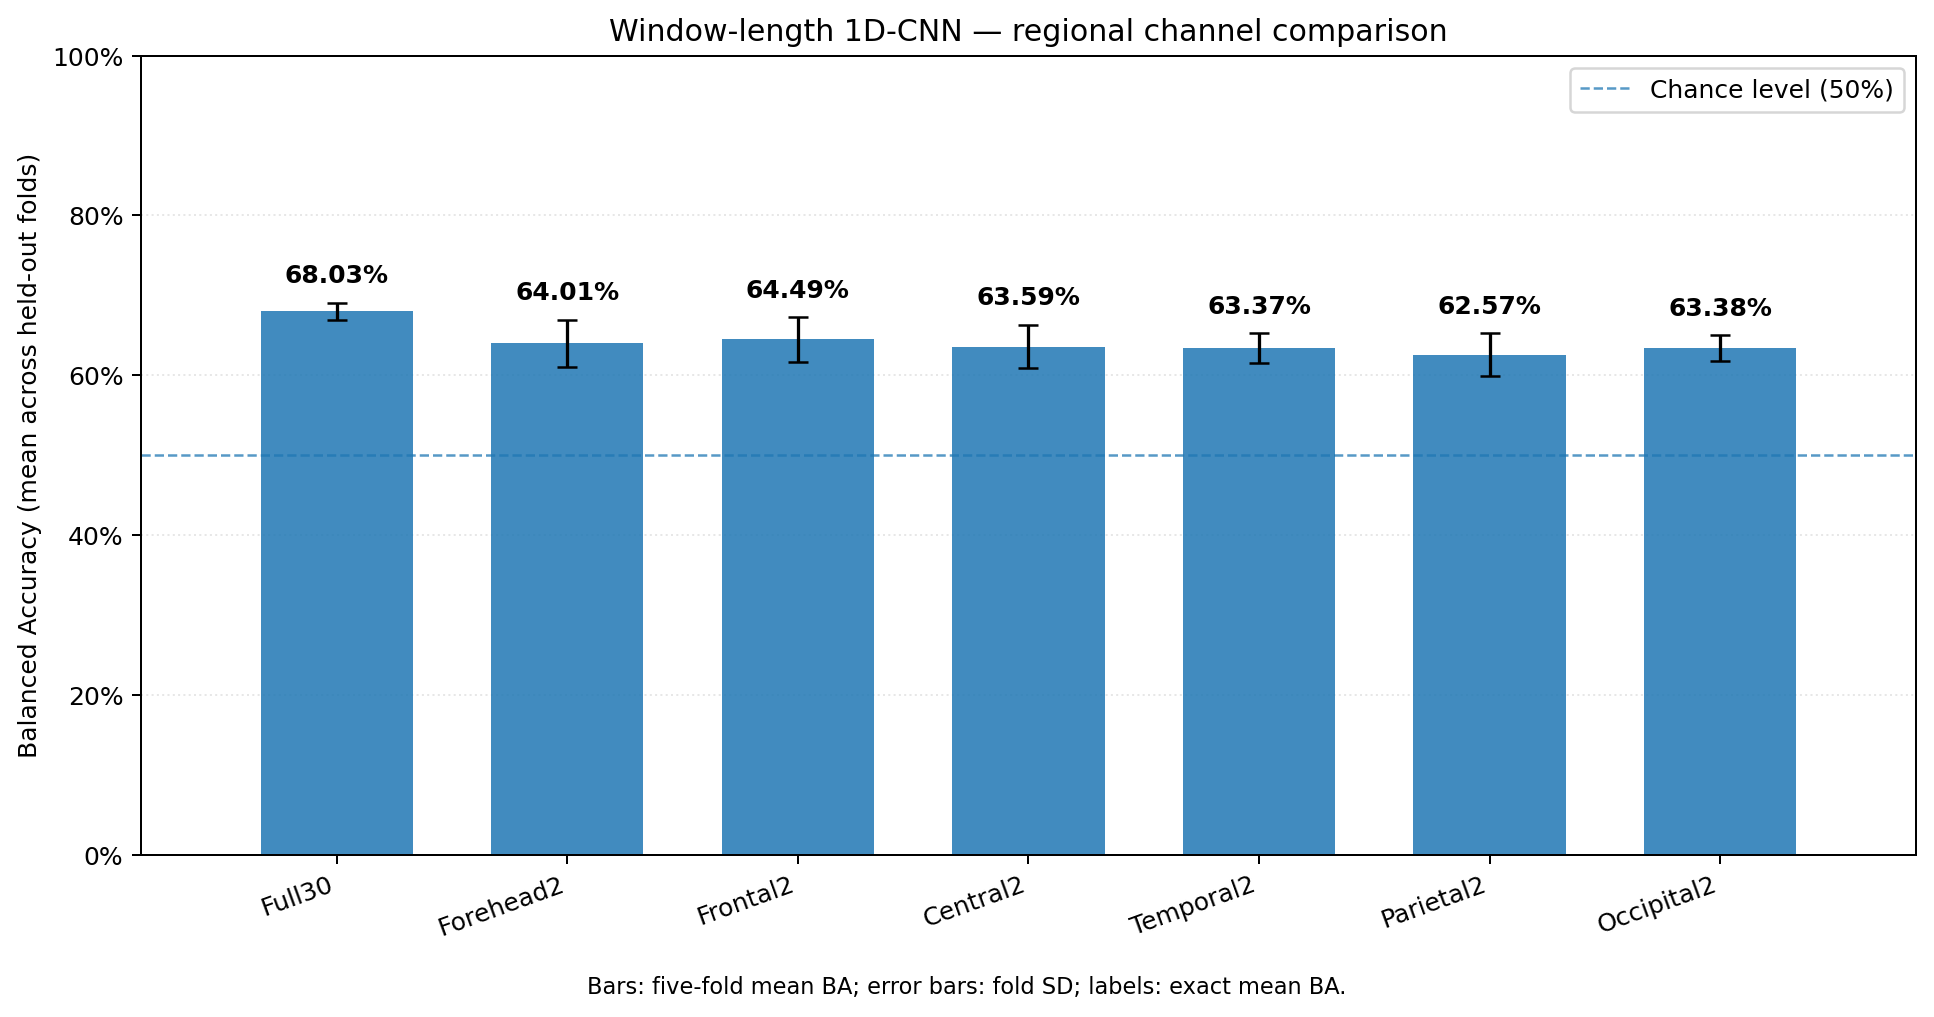 Window-length 1D-CNN — regional channel comparison
Chance level (50%)
Balanced Accuracy (mean across held-out folds)
100%
80%
60%
40%
20%
0%
68.03%
64.01%
64.49%
63.59%
63.37%
62.57%
63.38%
Full30
Forehead2
Frontal2
Central2
Temporal2
Parietal2
Occipital2
Bars: five-fold mean BA; error bars: fold SD; labels: exact mean BA.